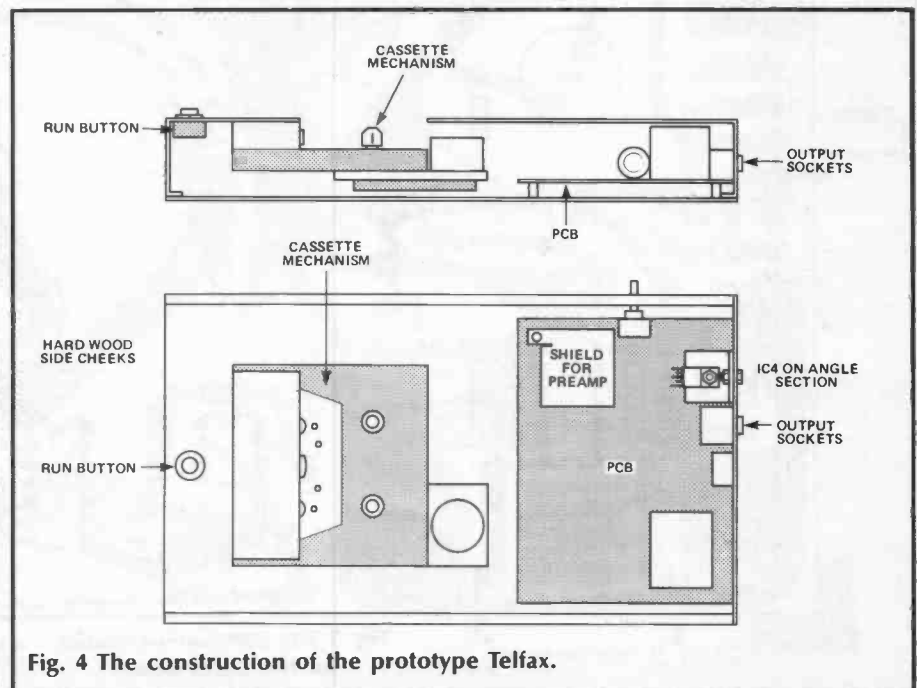 CASSETTE
MECHANISM
RUN BUTTON
OUTPUT
SOCKETS
PCB
CASSETTE
MECHANISM
HARD WOOD
SIDE CHEEKS
SHIELD
FOR
PREAMP
IC4 ON ANGLE
SECTION
OUTPUT
SOCKETS
RUN BUTTON
PCB
Fig. 4 The construction of the prototype Telfax.